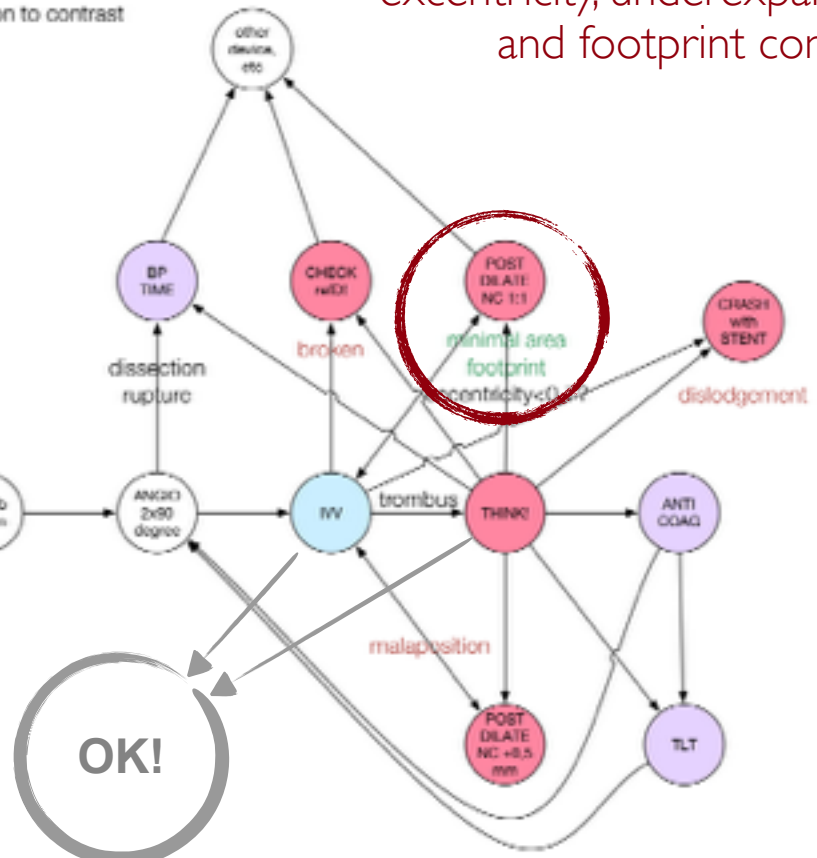 on to contrast
excentricity, underexpan
and footprint con
other
device,
etc
BP
TIME
CHECK
POST
DILATE
NC 1:1
CRASH
with
STENT
broken
minimal area
footprint
dissection
rupture
dislodgement
ANGIO
2x90
degree
IVV
trombus
THINK!
ANTI
COAG
malaposition
POST
DILATE
NC +0,5
mm
TLT
OK!